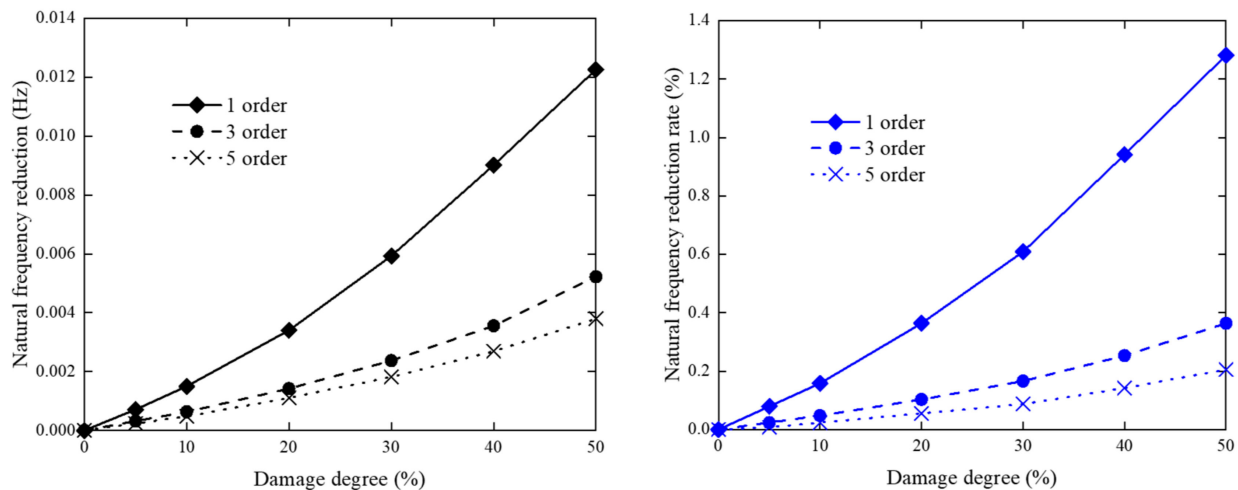 0.014
0.012
0.010
0.008
0.006
0.004
0.002
0.000
Natural frequency reduction (Hz)
1 order
3 order
5 order
0 10 20 30 40 50
Damage degree (%)
1.4
1.2
1.0
0.8
0.6
0.4
0.2
0.0
Natural frequency reduction rate (%)
1 order
3 order
5 order
0 10 20 30 40 50
Damage degree (%)